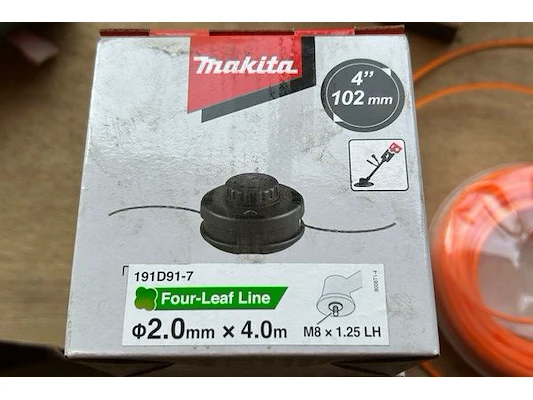 makita
4"
102 mm
191D91-7
Four-Leaf Line
Φ2.0mm × 4.0m
M8 × 1.25 LH